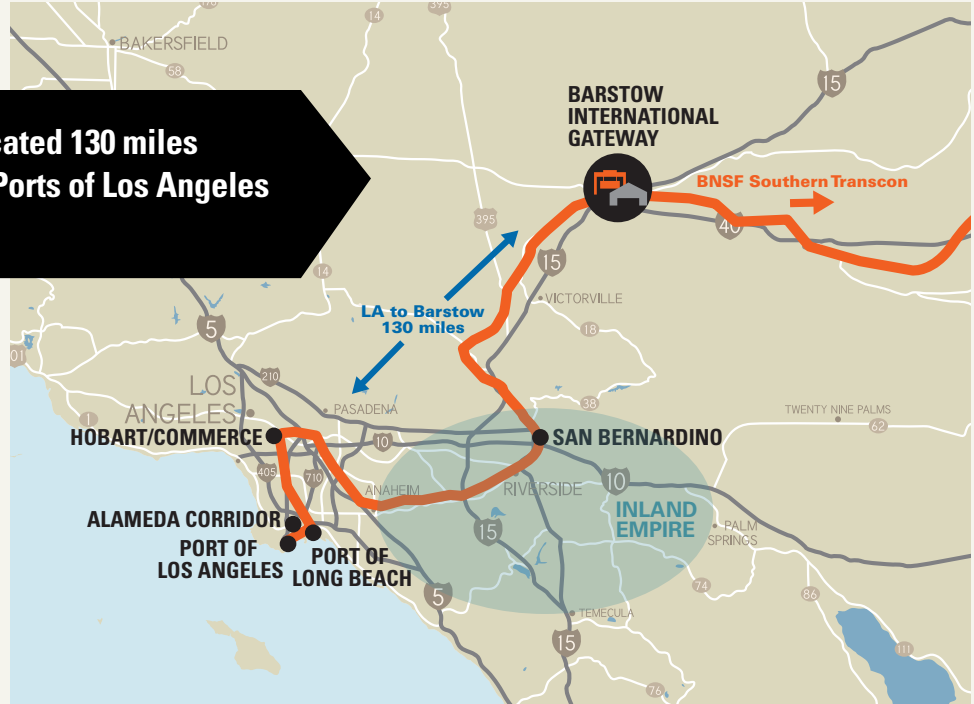 cated 130 miles
Ports of Los Angeles
BAKERSFIELD
14
395
58
15
BARSTOW
INTERNATIONAL
GATEWAY
BNSF Southern Transcon
40
395
14
15
LA to Barstow
130 miles
VICTORVILLE
18
5
101
210
LOS
ANGELES
1
PASADENA
38
TWENTY NINE PALMS
62
HOBART/COMMERCE
10
SAN BERNARDINO
405
710
ANAHEIM
RIVERSIDE
10
INLAND
EMPIRE
ALAMEDA CORRIDOR
15
PALM
SPRINGS
PORT OF
LOS ANGELES
PORT OF
LONG BEACH
5
74
86
TEMECULA
15
111
76